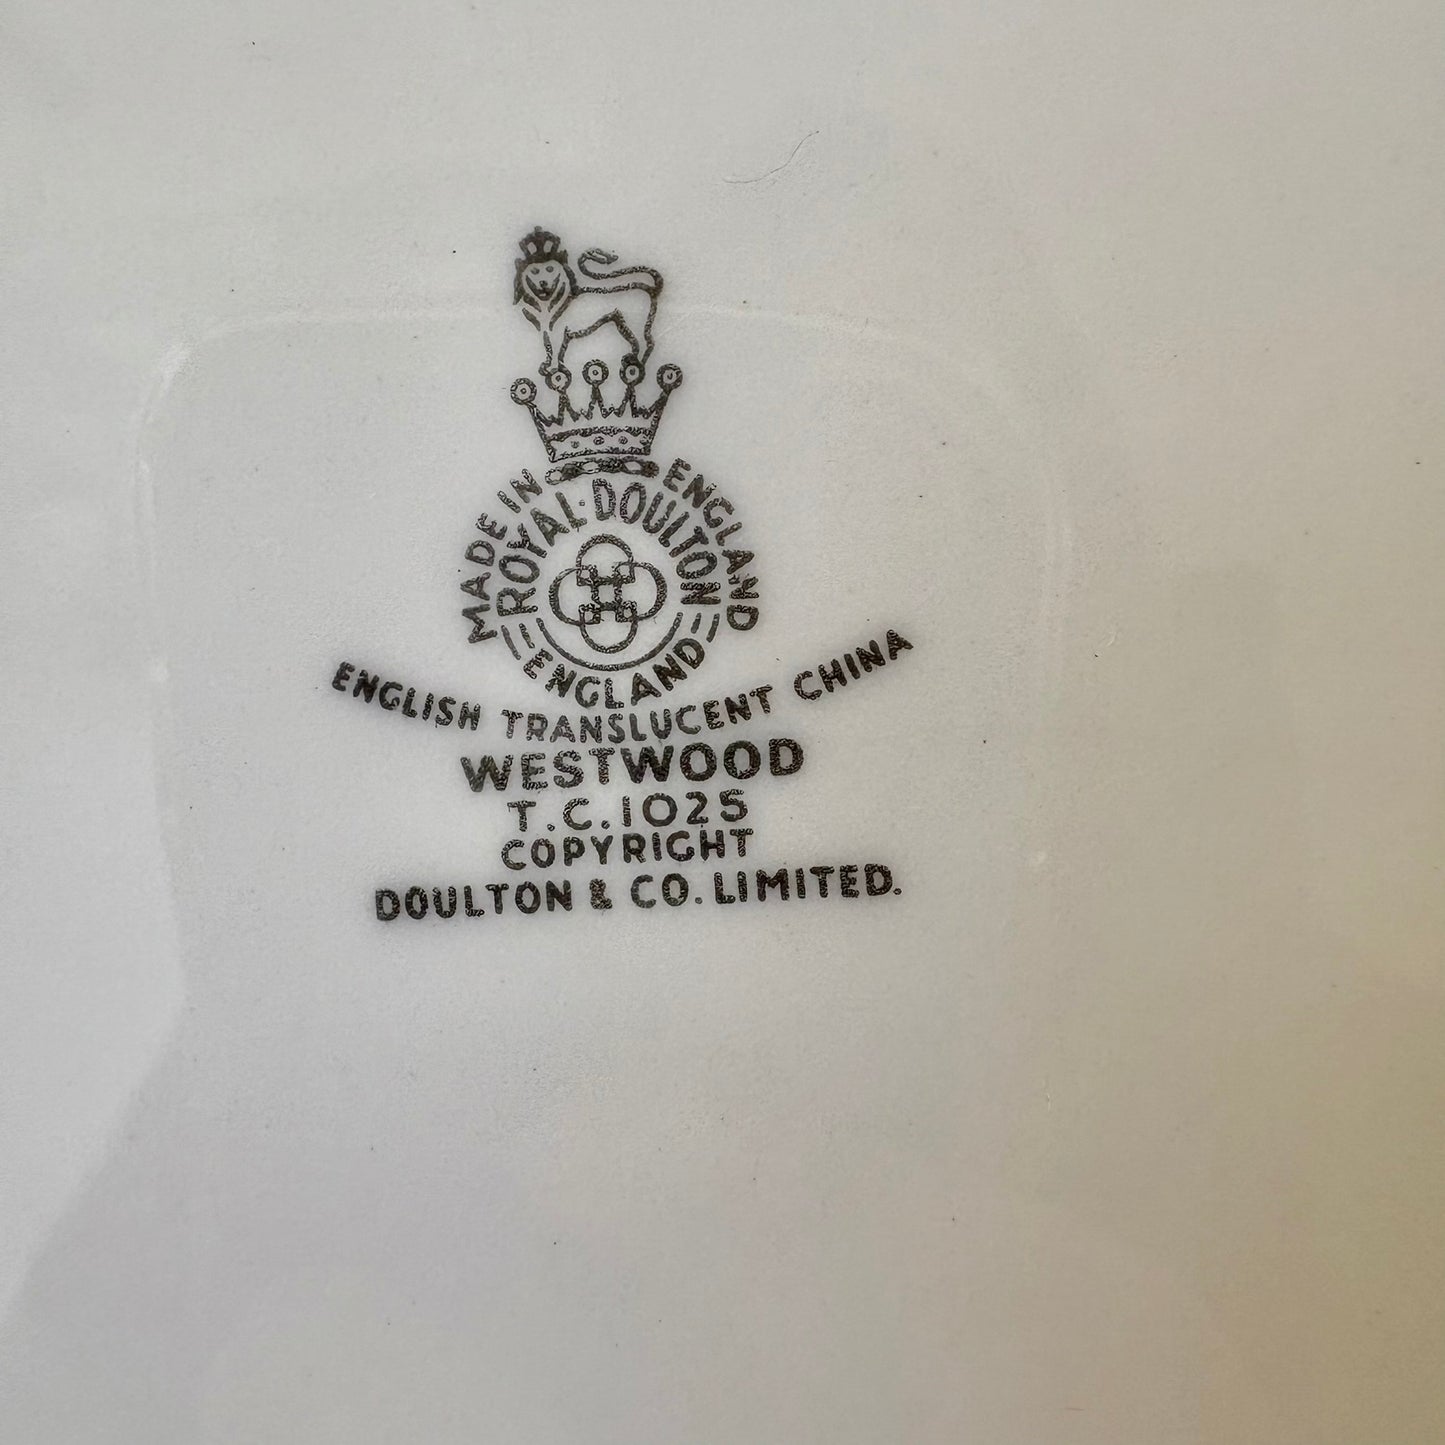 MADE IN ENGLAND
ROYAL·DOULTON
ENGLAND
ENGLISH TRANSLUCENT CHINA
WESTWOOD
T.C.1025
COPYRIGHT
DOULTON & CO. LIMITED.